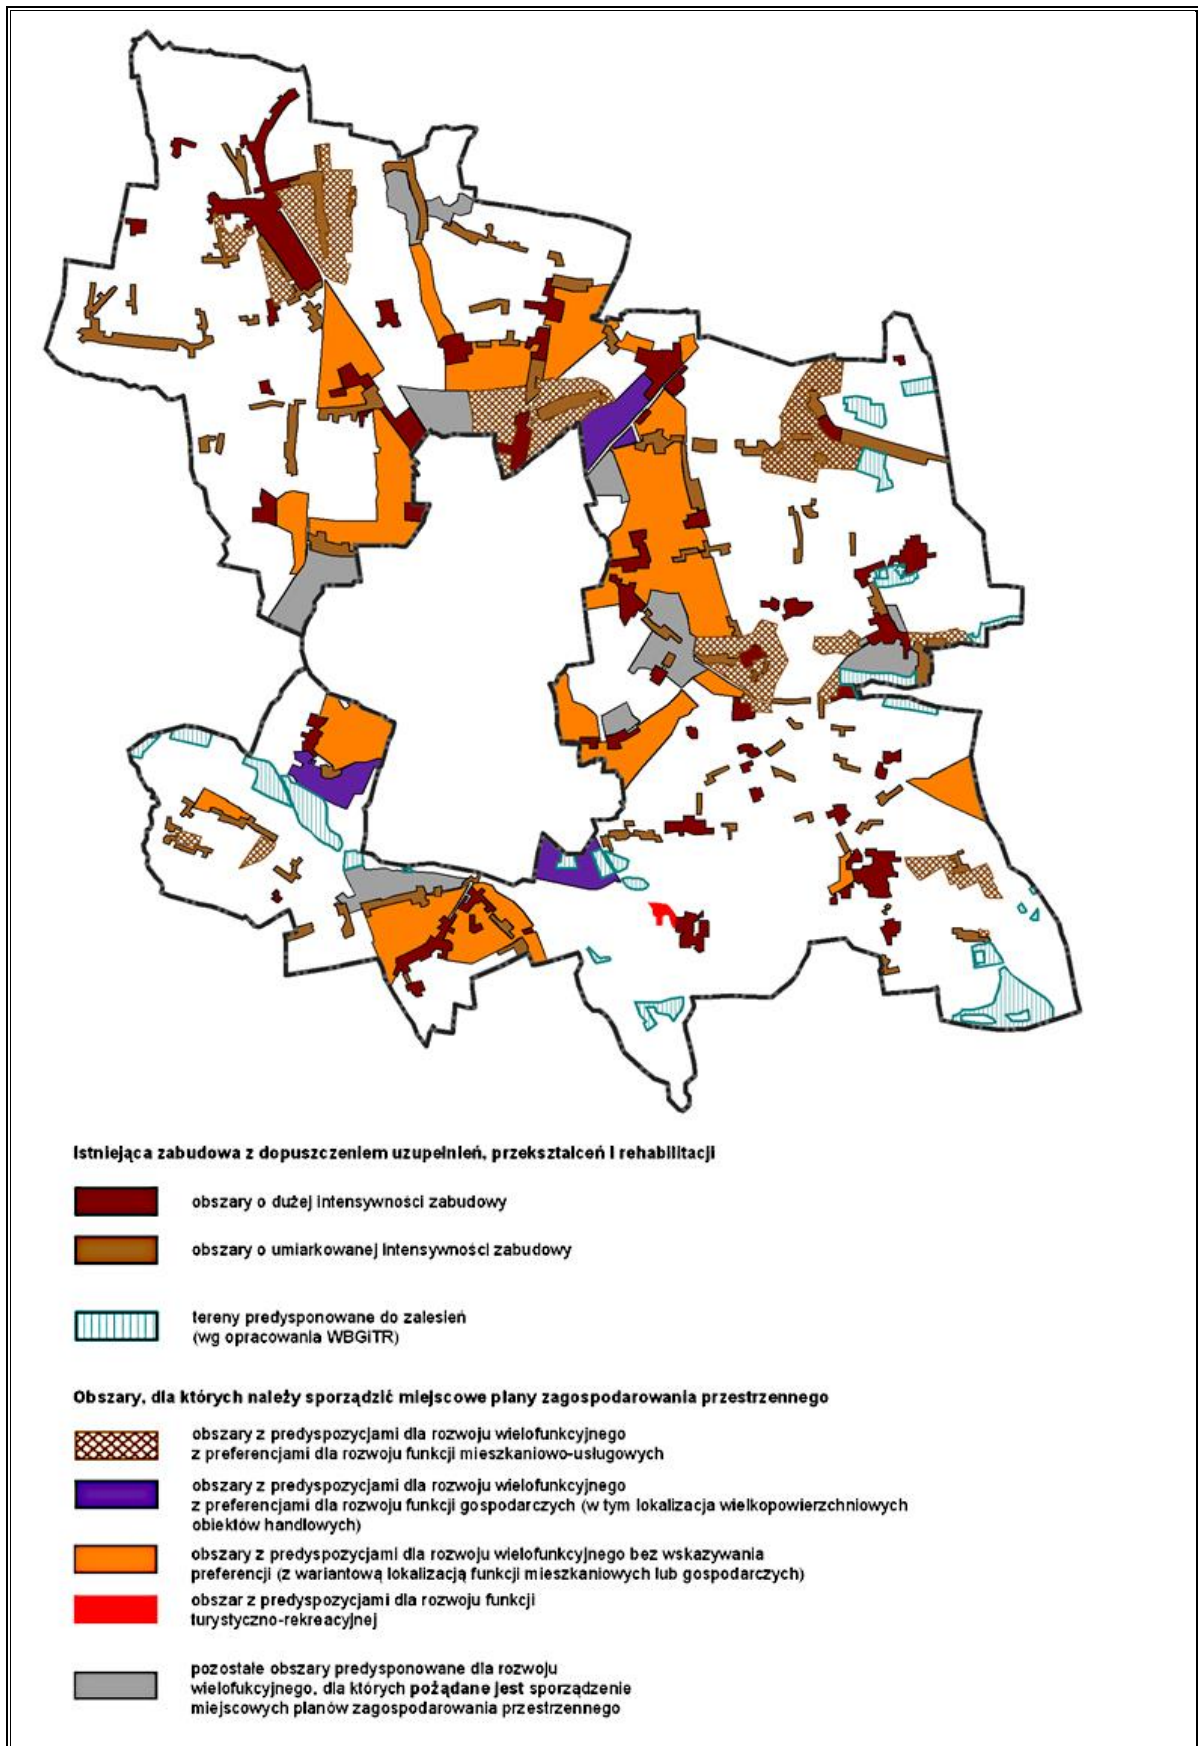 Istniejąca zabudowa z dopuszczeniem uzupełnień, przekształceń i rehabilitacji
obszary o dużej intensywności zabudowy
obszary o umiarkowanej intensywności zabudowy
tereny predysponowane do zalesień
(wg opracowania WBGiTR)
Obszary, dla których należy sporządzić miejscowe plany zagospodarowania przestrzennego
obszary z predyspozycjami dla rozwoju wielofunkcyjnego
z preferencjami dla rozwoju funkcji mieszkaniowo-usługowych
obszary z predyspozycjami dla rozwoju wielofunkcyjnego
z preferencjami dla rozwoju funkcji gospodarczych (w tym lokalizacja wielkopowierzchniowych
obiektów handlowych)
obszary z predyspozycjami dla rozwoju wielofunkcyjnego bez wskazywania
preferencji (z wariantową lokalizacją funkcji mieszkaniowych lub gospodarczych)
obszar z predyspozycjami dla rozwoju funkcji
turystyczno-rekreacyjnej
pozostałe obszary predysponowane dla rozwoju
wielofukcyjnego, dla których pożądane jest sporządzenie
miejscowych planów zagospodarowania przestrzennego